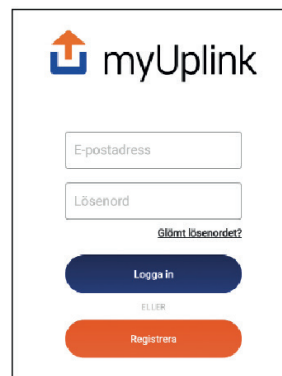 myUplink
E-postadress
Lösenord
Glömt lösenordet?
Logga in
ELLER
Registrera